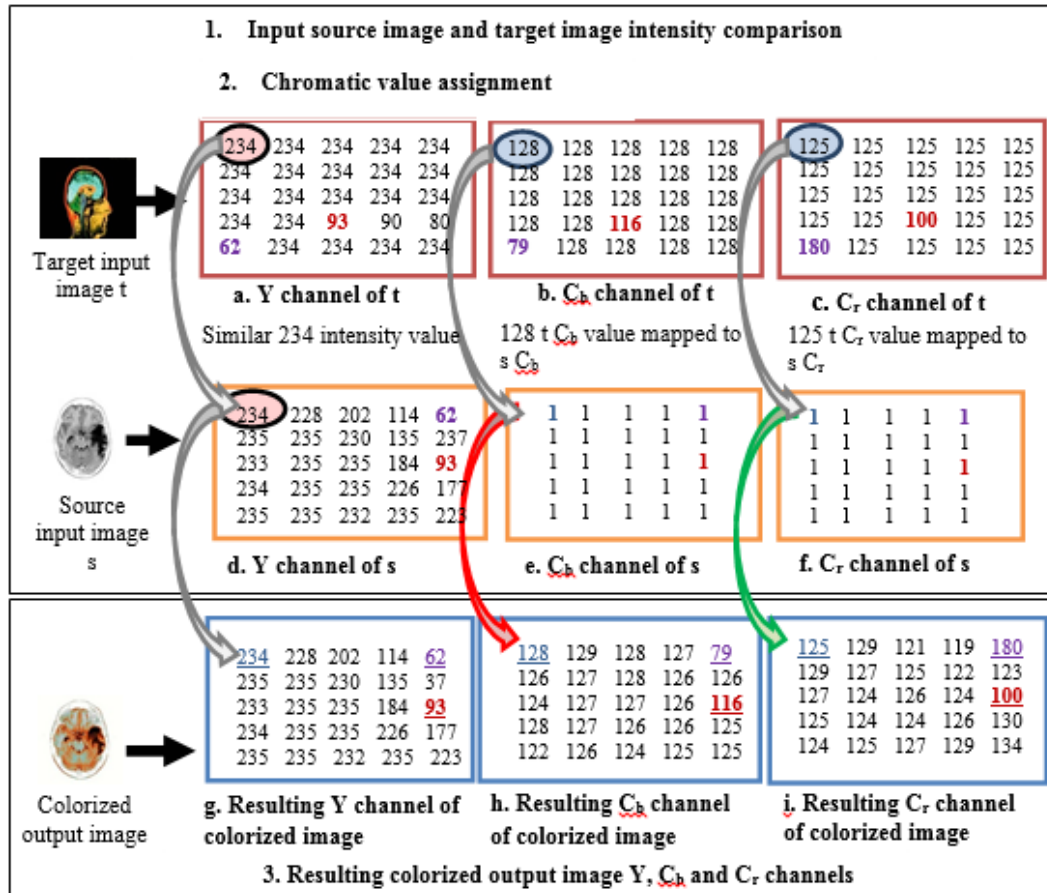 1. Input source image and target image intensity comparison
2. Chromatic value assignment
234 234 234 234 234
234 234 234 234 234
234 234 234 234 234
234 234 93 90 80
62 234 234 234 234
a. Y channel of t
128 128 128 128 128
128 128 128 128 128
128 128 128 128 128
128 128 116 128 128
79 128 128 128 128
b. Cb channel of t
125 125 125 125 125
125 125 125 125 125
125 125 125 125 125
125 125 100 125 125
180 125 125 125 125
c. Cr channel of t
Target input
image t
Similar 234 intensity value
128 t Cb value mapped to
s Cb
125 t Cr value mapped to
s Cr
234 228 202 114 62
235 235 230 135 237
233 235 235 184 93
234 235 235 226 177
235 235 232 235 223
d. Y channel of s
1 1 1 1 1
1 1 1 1 1
1 1 1 1 1
1 1 1 1 1
1 1 1 1 1
e. Cb channel of s
1 1 1 1 1
1 1 1 1 1
1 1 1 1 1
1 1 1 1 1
1 1 1 1 1
f. Cr channel of s
Source
input image
s
234 228 202 114 62
235 235 230 135 37
233 235 235 184 93
234 235 235 226 177
235 235 232 235 223
g. Resulting Y channel of
colorized image
128 129 128 127 79
126 127 128 126 126
124 127 127 126 116
128 127 126 126 125
122 126 124 125 125
h. Resulting Cb channel
of colorized image
125 129 121 119 180
129 127 125 122 123
127 124 126 124 100
125 124 124 126 130
124 125 127 129 134
i. Resulting Cr channel
of colorized image
Colorized
output image
3. Resulting colorized output image Y, Cb and Cr channels